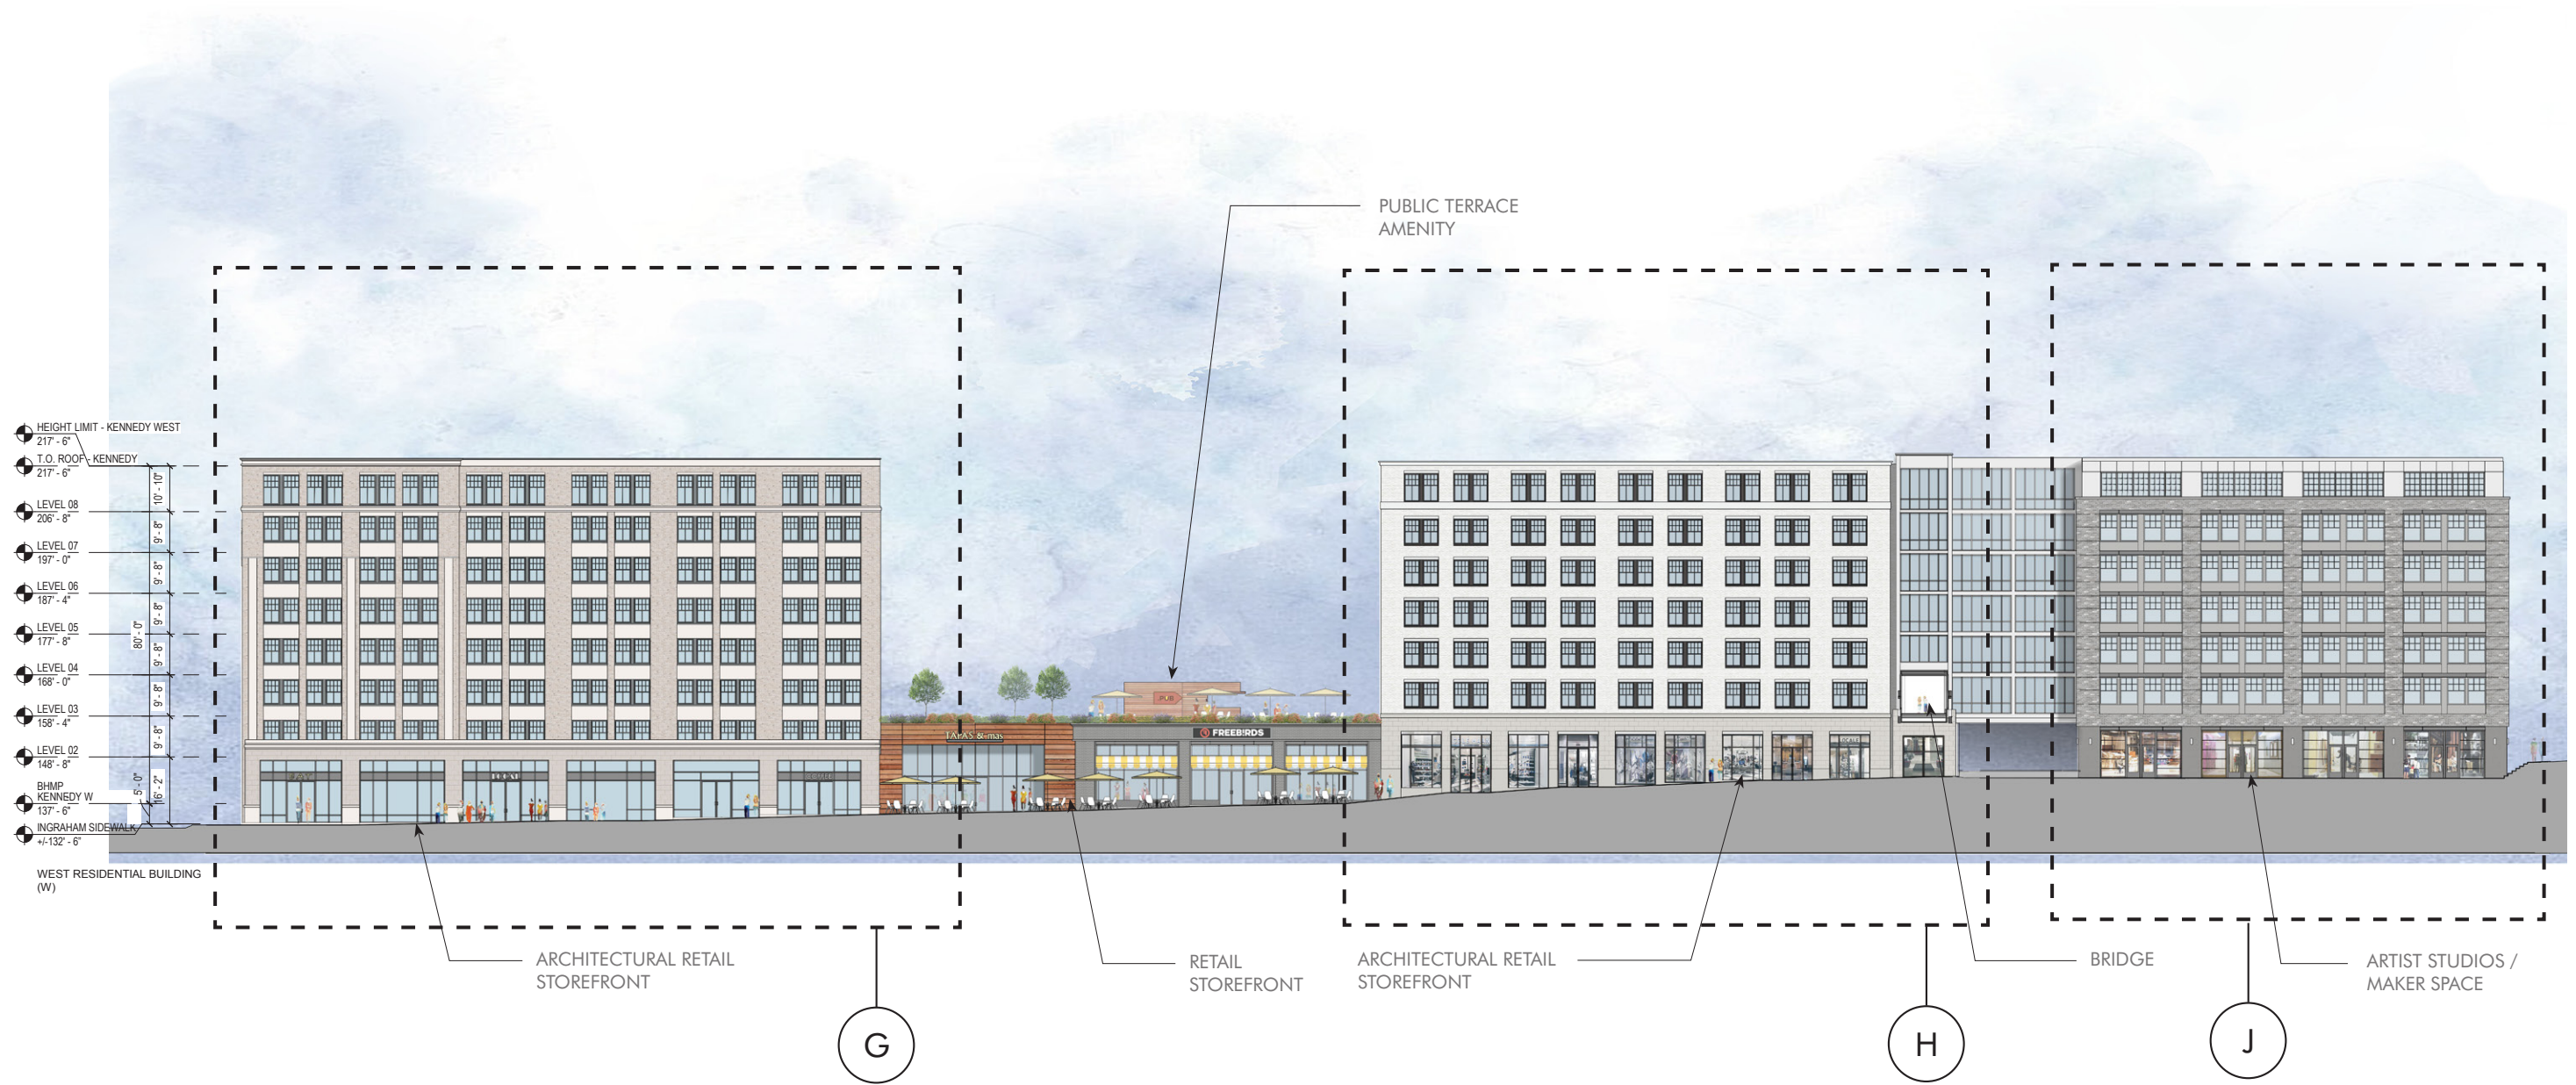 PUBLIC TERRACE
AMENITY
HEIGHT LIMIT - KENNEDY WEST
217' - 6"
T.O. ROOF - KENNEDY
217' - 6"
10' - 10"
LEVEL 08
206' - 8"
9' - 8"
LEVEL 07
197' - 0"
9' - 8"
LEVEL 06
187' - 4"
9' - 8"
LEVEL 05
177' - 8"
80' - 0"
9' - 8"
LEVEL 04
168' - 0"
9' - 8"
LEVEL 03
158' - 4"
9' - 8"
LEVEL 02
148' - 8"
5' - 0"
16' - 2"
BHMP
KENNEDY W
137' - 6"
INGRAHAM SIDEWALK
+/-132' - 6"
WEST RESIDENTIAL BUILDING
(W)
PUB
TAPAS &
FREEBIRDS
LOCAL
ARCHITECTURAL RETAIL
STOREFRONT
RETAIL
STOREFRONT
ARCHITECTURAL RETAIL
STOREFRONT
BRIDGE
ARTIST STUDIOS /
MAKER SPACE
G
H
J